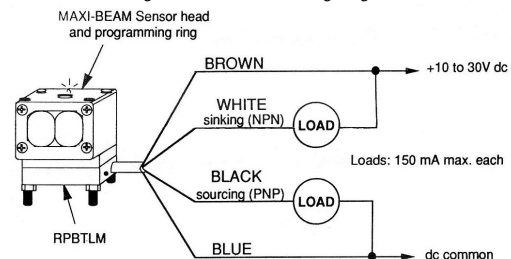 MAXI-BEAM Sensor head
and programming ring
BROWN
+10 to 30V dc
WHITE
sinking (NPN)
LOAD
Loads: 150 mA max. each
BLACK
sourcing (PNP)
LOAD
RPBTLM
BLUE
dc common